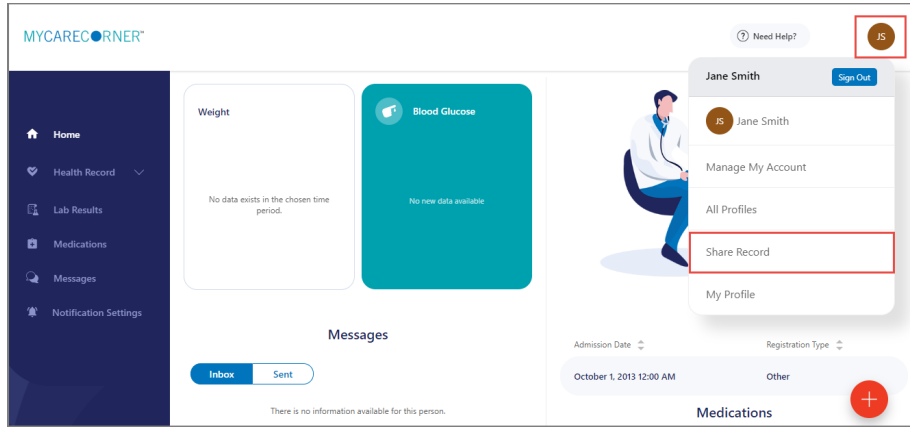 MYCARECORNER™
Need Help?
JS
Jane Smith
Sign Out
JS Jane Smith
Manage My Account
All Profiles
Share Record
My Profile
Home
Health Record
Lab Results
Medications
Messages
Notification Settings
Weight
No data exists in the chosen time
period.
Blood Glucose
No new data available
Messages
Inbox Sent
There is no information available for this person.
Admission Date Registration Type
October 1, 2013 12:00 AM Other
Medications